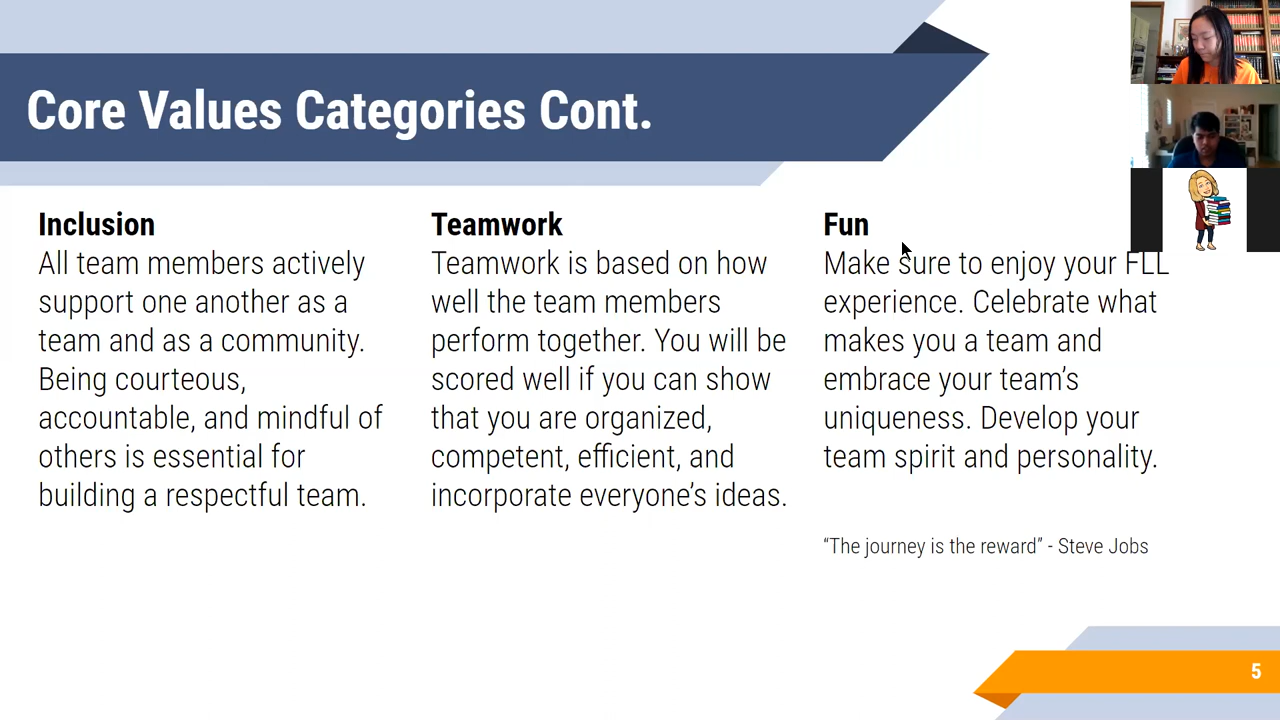 Core Values Categories Cont.
Inclusion
All team members actively
support one another as a
team and as a community.
Being courteous,
accountable, and mindful of
others is essential for
building a respectful team.
Teamwork
Teamwork is based on how
well the team members
perform together. You will be
scored well if you can show
that you are organized,
competent, efficient, and
incorporate everyone’s ideas.
Fun
Make sure to enjoy your FLL
experience. Celebrate what
makes you a team and
embrace your team’s
uniqueness. Develop your
team spirit and personality.
“The journey is the reward” - Steve Jobs
5